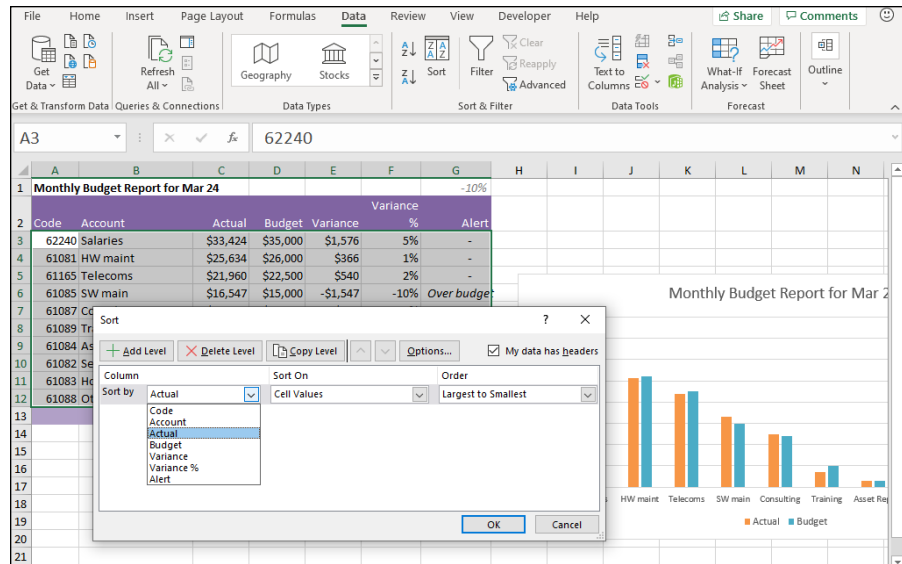 File Home Insert Page Layout Formulas Data Review View Developer Help Share Comments
Get Data
Refresh All
Geography Stocks
Sort Filter
Clear
Reapply
Advanced
Text to Columns
What-If Analysis
Forecast Sheet
Outline
Get & Transform Data Queries & Connections Data Types Sort & Filter Data Tools Forecast
A3 fx 62240
A B C D E F G H I J K L M N
1 Monthly Budget Report for Mar 24 -10%
2 Code Account Actual Budget Variance Variance % Alert
3 62240 Salaries $33,424 $35,000 $1,576 5% -
4 61081 HW maint $25,634 $26,000 $366 1% -
5 61165 Telecoms $21,960 $22,500 $540 2% -
6 61085 SW main $16,547 $15,000 -$1,547 -10% Over budget
7 61087
8 61089
9 61084
10 61082
11 61083
12 61088
13
14
15
16
17
18
19
20
21
Sort ?
Add Level Delete Level Copy Level Options... My data has headers
Column Sort On Order
Sort by Actual Cell Values Largest to Smallest
Code
Account
Actual
Budget
Variance
Variance %
Alert
OK Cancel
Monthly Budget Report for Mar
HW maint Telecoms SW main Consulting Training Asset
Actual Budget